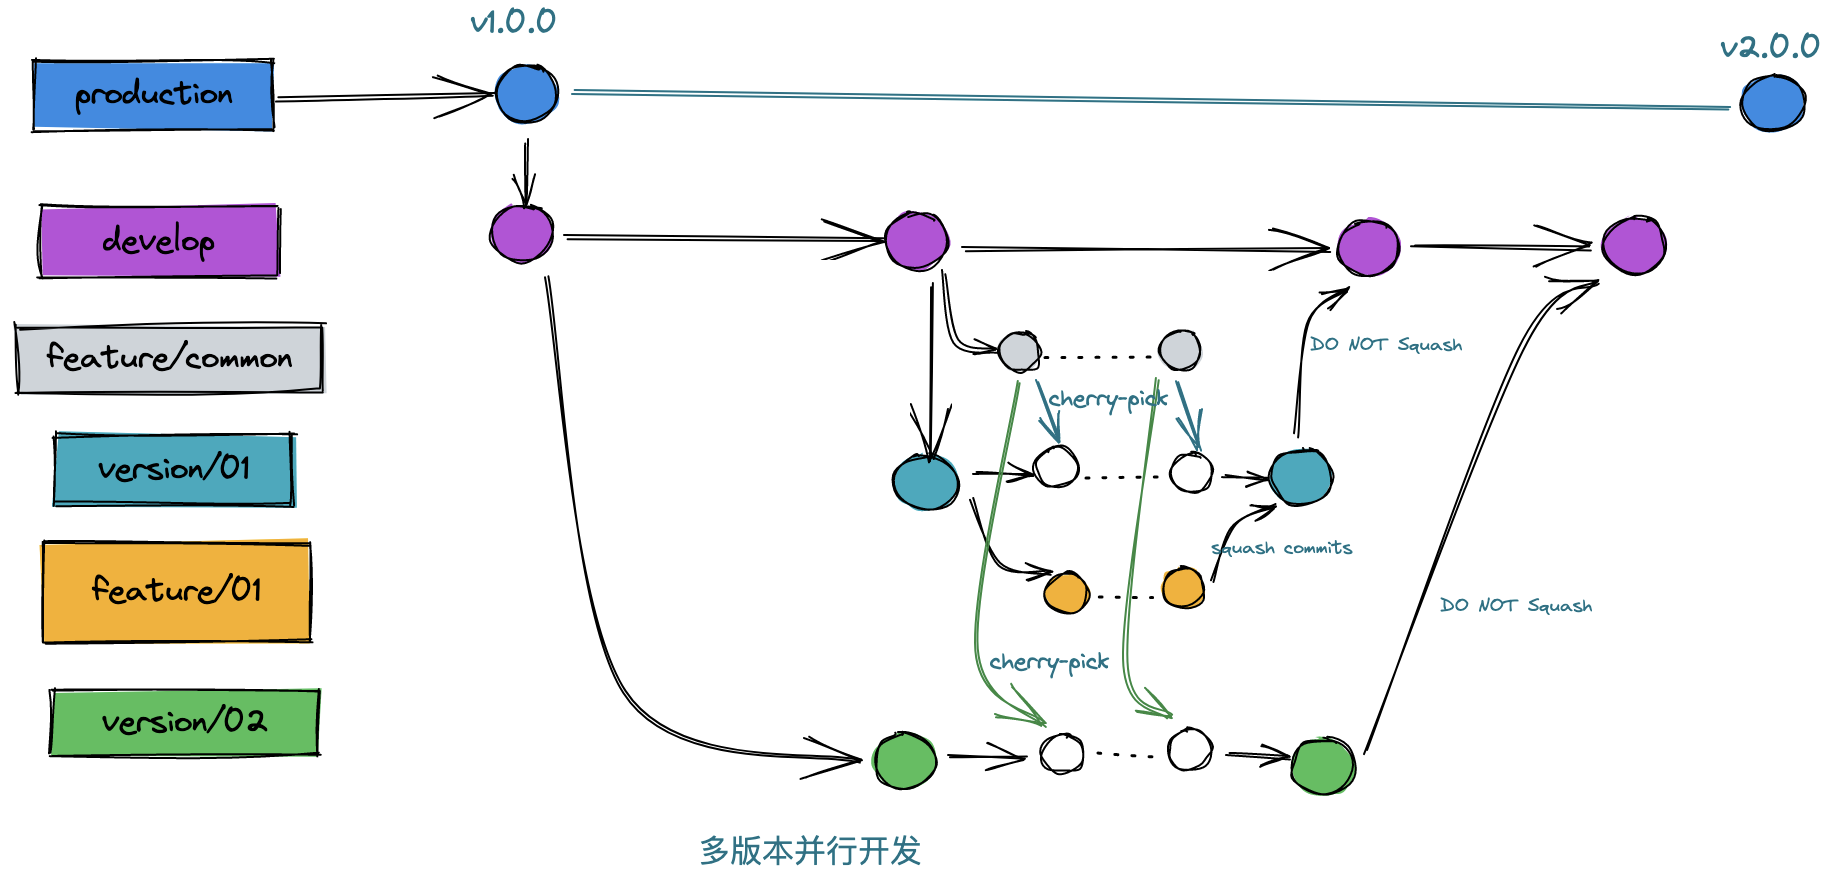 v1.0.0
v2.0.0
production
develop
feature/common
DO NOT Squash
cherry-pick
version/01
squash commits
feature/01
DO NOT Squash
cherry-pick
version/02
多版本并行开发